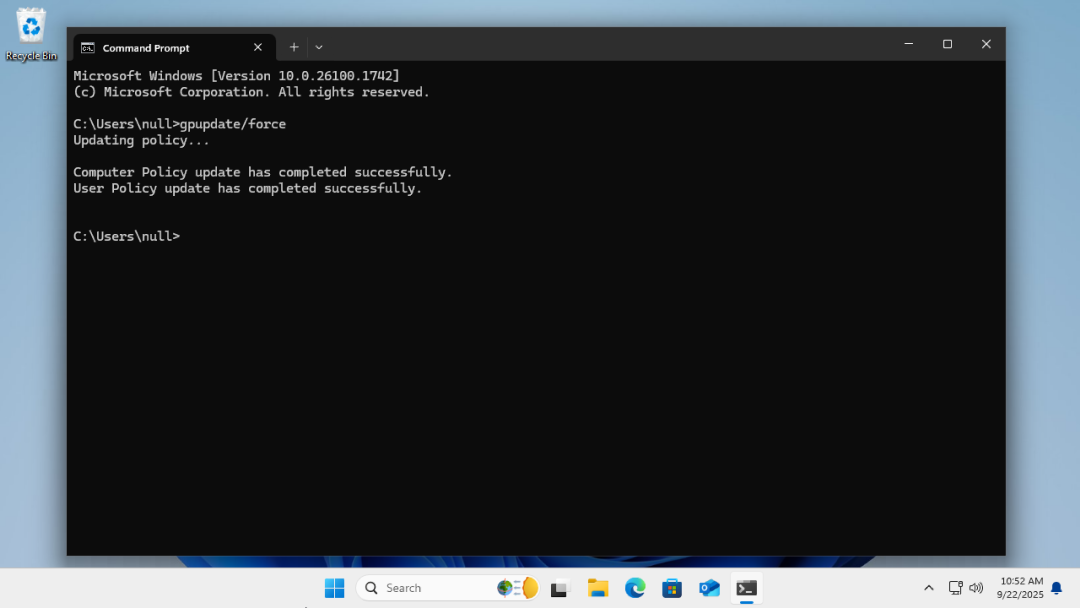 Recycle Bin
Command Prompt
Microsoft Windows [Version 10.0.26100.1742]
(c) Microsoft Corporation. All rights reserved.
C:\Users\null>gpupdate/force
Updating policy...
Computer Policy update has completed successfully.
User Policy update has completed successfully.
C:\Users\null>
Search
10:52 AM
9/22/2025